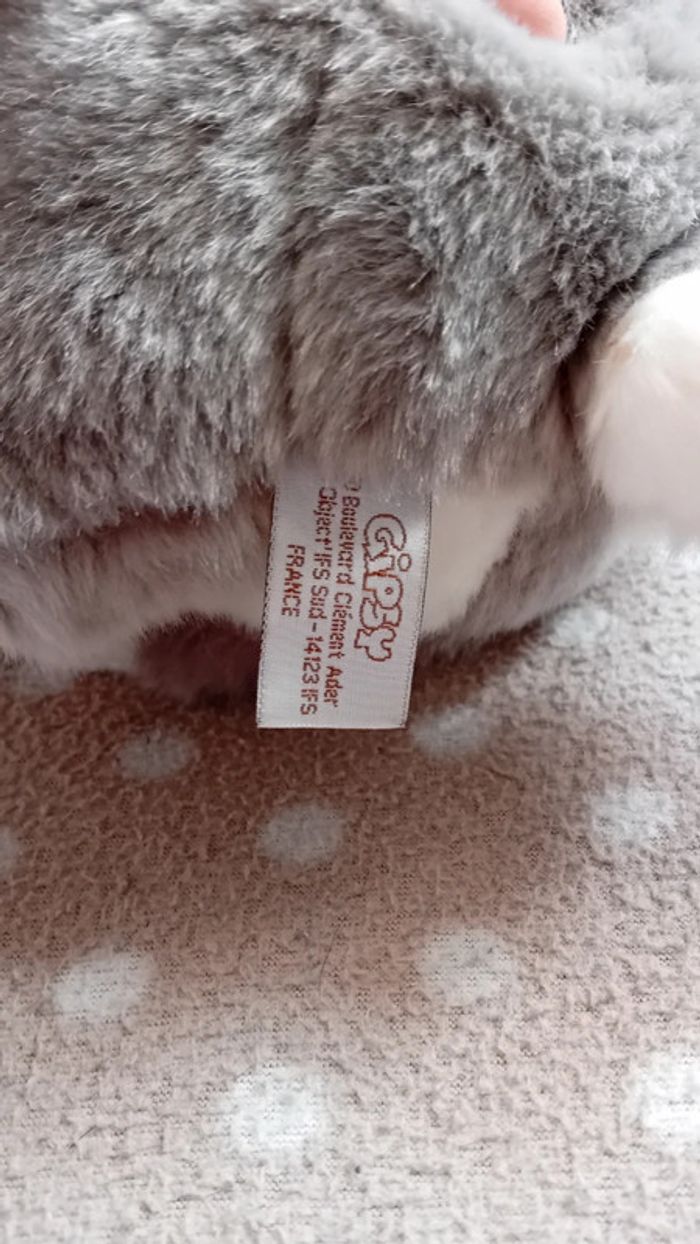 GiPSY
Boulevard Clément Ader
Object'IFS Sud - 14123 IFS
FRANCE